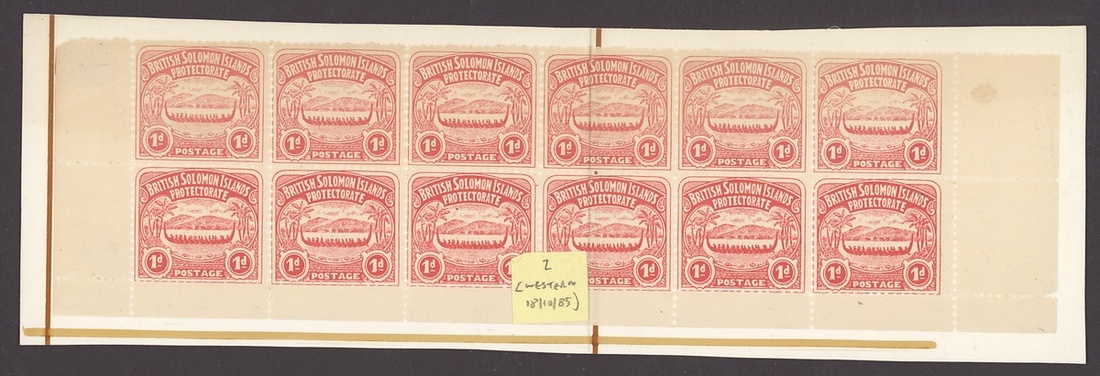 BRITISH SOLOMON ISLANDS BRITISH SOLOMON ISLANDS BRITISH SOLOMON ISLANDS BRITISH SOLOMON ISLANDS BRITISH SOLOMON ISLANDS BRITISH SOLOMON ISLANDS
PROTECTORATE PROTECTORATE PROTECTORATE PROTECTORATE PROTECTORATE PROTECTORATE
1d 1d 1d 1d 1d 1d 1d 1d 1d 1d 1d 1d
POSTAGE POSTAGE POSTAGE POSTAGE POSTAGE POSTAGE
BRITISH SOLOMON ISLANDS BRITISH SOLOMON ISLANDS BRITISH SOLOMON ISLANDS BRITISH SOLOMON ISLANDS BRITISH SOLOMON ISLANDS BRITISH SOLOMON ISLANDS
PROTECTORATE PROTECTORATE PROTECTORATE PROTECTORATE PROTECTORATE PROTECTORATE
1d 1d 1d 1d 1d 1d 1d 1d 1d 1d 1d
POSTAGE POSTAGE POSTAGE POSTAGE POSTAGE POSTAGE
2
(WESTERN
18/10/85)